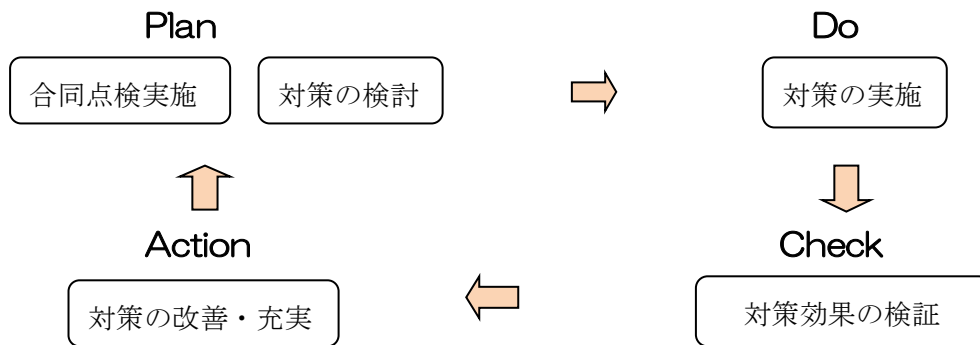 Plan
Do
合同点検実施
対策の検討
対策の実施
Action
Check
対策の改善・充実
対策効果の検証